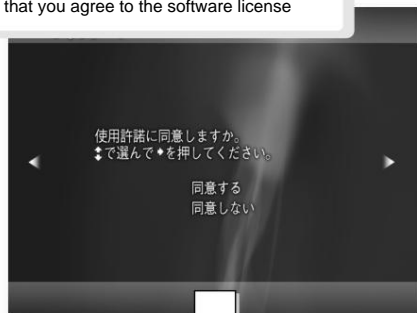 that you agree to the software license
使用許諾に同意しますか。
⬍で選んで⬥を押してください。
同意する
同意しない